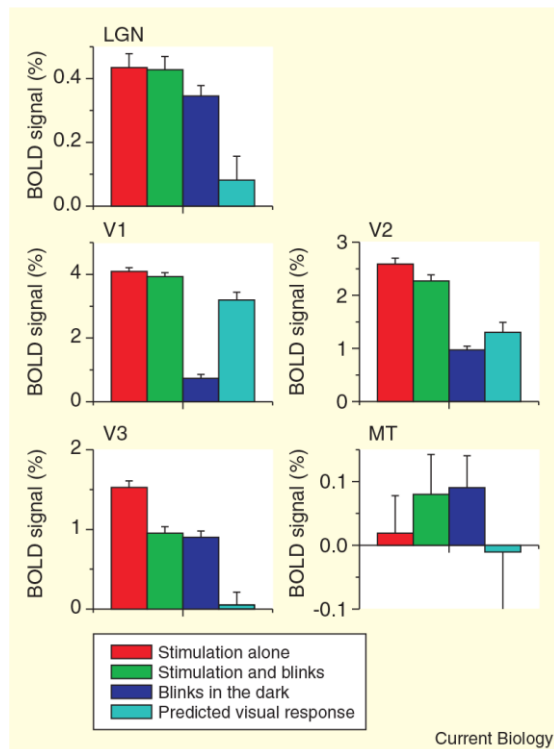 LGN
BOLD signal (%)
0.4
0.2
0.0
V1
BOLD signal (%)
4
2
0
V2
BOLD signal (%)
3
2
1
0
V3
BOLD signal (%)
2
1
0
MT
BOLD signal (%)
0.1
0.0
-0.1
Stimulation alone
Stimulation and blinks
Blinks in the dark
Predicted visual response
Current Biology